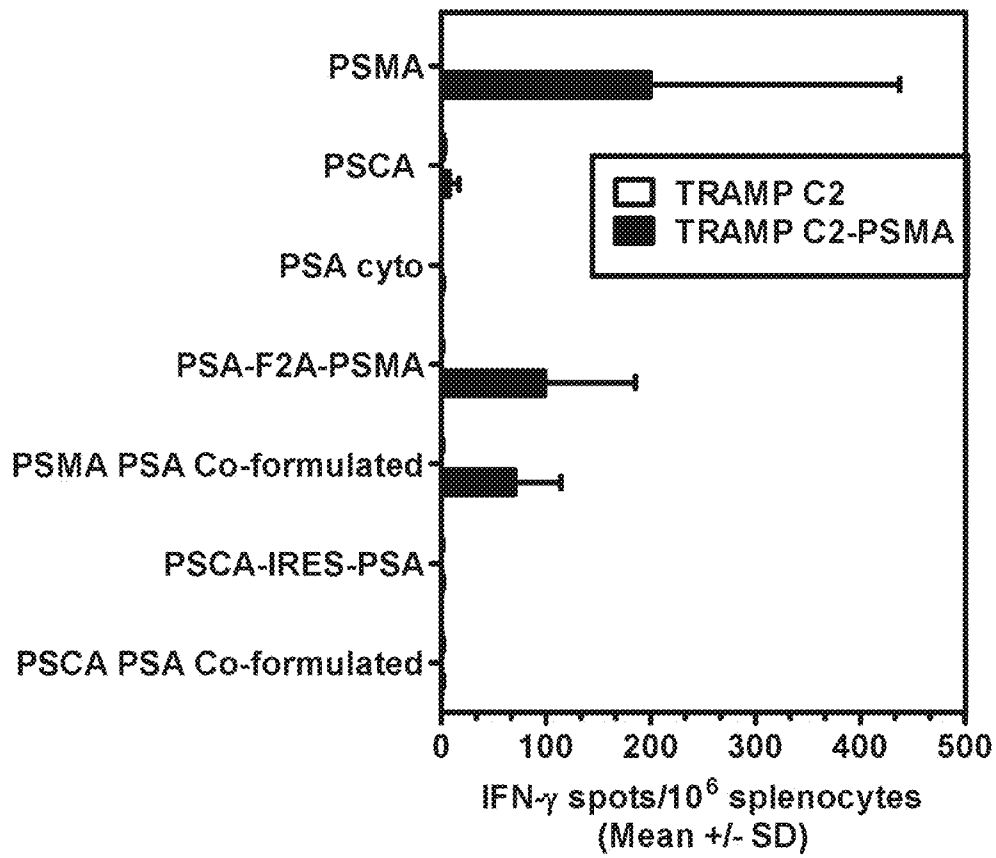 PSMA
PSCA
PSA cyto
PSA-F2A-PSMA
PSMA PSA Co-formulated
PSCA-IRES-PSA
PSCA PSA Co-formulated
TRAMP C2
TRAMP C2-PSMA
0 100 200 300 400 500
IFN-γ spots/10⁶ splenocytes
(Mean +/- SD)